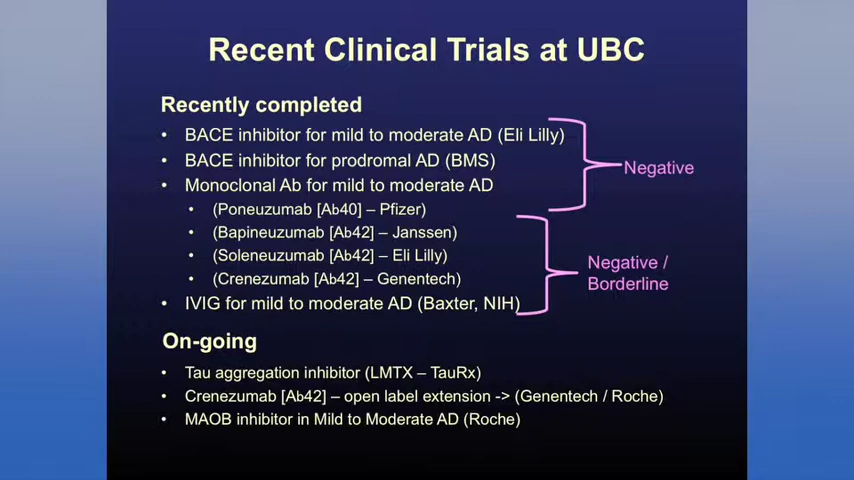 Recent Clinical Trials at UBC
Recently completed
• BACE inhibitor for mild to moderate AD (Eli Lilly)
• BACE inhibitor for prodromal AD (BMS)
• Monoclonal Ab for mild to moderate AD
• (Poneuzumab [Ab40] – Pfizer)
• (Bapineuzumab [Ab42] – Janssen)
• (Soleneuzumab [Ab42] – Eli Lilly)
• (Crenezumab [Ab42] – Genentech)
• IVIG for mild to moderate AD (Baxter, NIH)
Negative
Negative /
Borderline
On-going
• Tau aggregation inhibitor (LMTX – TauRx)
• Crenezumab [Ab42] – open label extension -> (Genentech / Roche)
• MAOB inhibitor in Mild to Moderate AD (Roche)